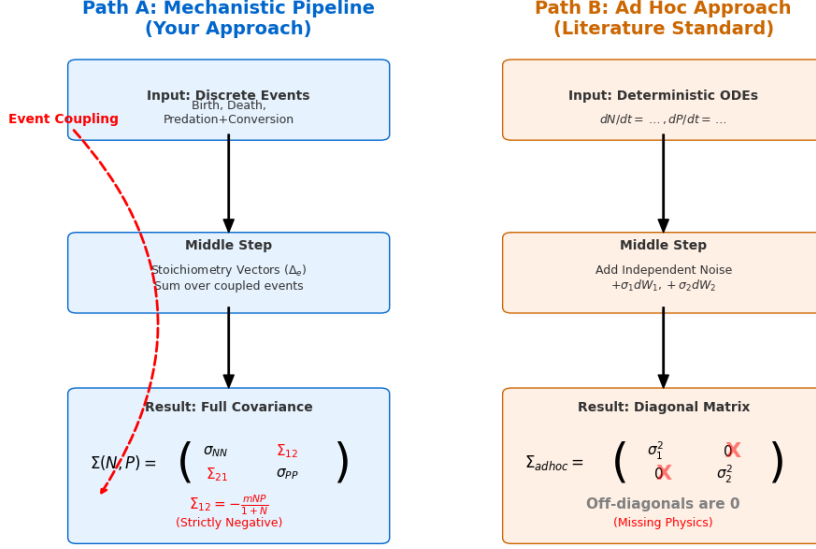 Path A: Mechanistic Pipeline
(Your Approach)
Input: Discrete Events
Birth, Death,
Predation+Conversion
Event Coupling
Middle Step
Stoichiometry Vectors (Δₑ)
Sum over coupled events
Result: Full Covariance
Σ(N, P) = ( σ_NN Σ₁₂
Σ₂₁ σ_PP )
Σ₁₂ = −mNP/(1+N)
(Strictly Negative)
Path B: Ad Hoc Approach
(Literature Standard)
Input: Deterministic ODEs
dN/dt = … , dP/dt = …
Middle Step
Add Independent Noise
+σ₁dW₁, +σ₂dW₂
Result: Diagonal Matrix
Σ_adhoc = ( σ₁² 0 X
0 X σ₂² )
Off-diagonals are 0
(Missing Physics)